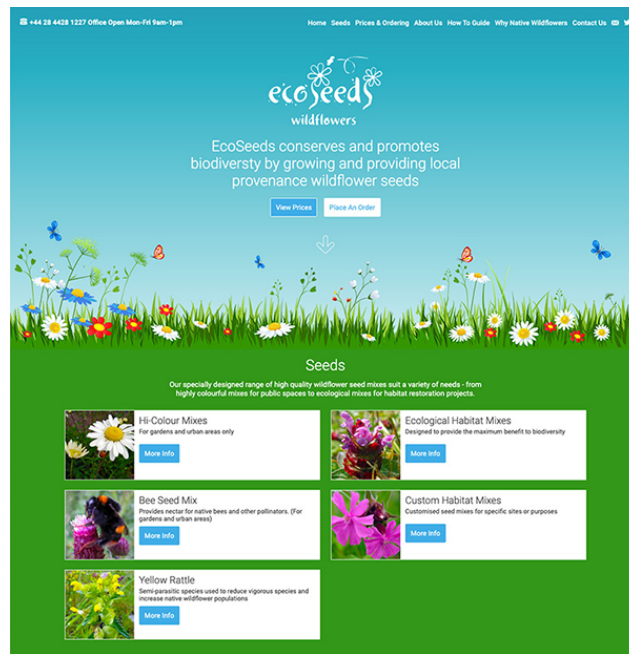 +44 28 4428 1227 Office Open Mon-Fri 9am-1pm
Home Seeds Prices & Ordering About Us How To Guide Why Native Wildflowers Contact Us
ecoSeeds
wildflowers
EcoSeeds conserves and promotes
biodiversty by growing and providing local
provenance wildflower seeds
View Prices Place An Order
Seeds
Our specially designed range of high quality wildflower seed mixes suit a variety of needs - from
highly colourful mixes for public spaces to ecological mixes for habitat restoration projects.
Hi-Colour Mixes
For gardens and urban areas only
More Info
Ecological Habitat Mixes
Designed to provide the maximum benefit to biodiversity
More Info
Bee Seed Mix
Provides nectar for native bees and other pollinators. (For
gardens and urban areas)
More Info
Custom Habitat Mixes
Customised seed mixes for specific sites or purposes
More Info
Yellow Rattle
Semi-parasitic species used to reduce vigorous species and
increase native wildflower populations
More Info